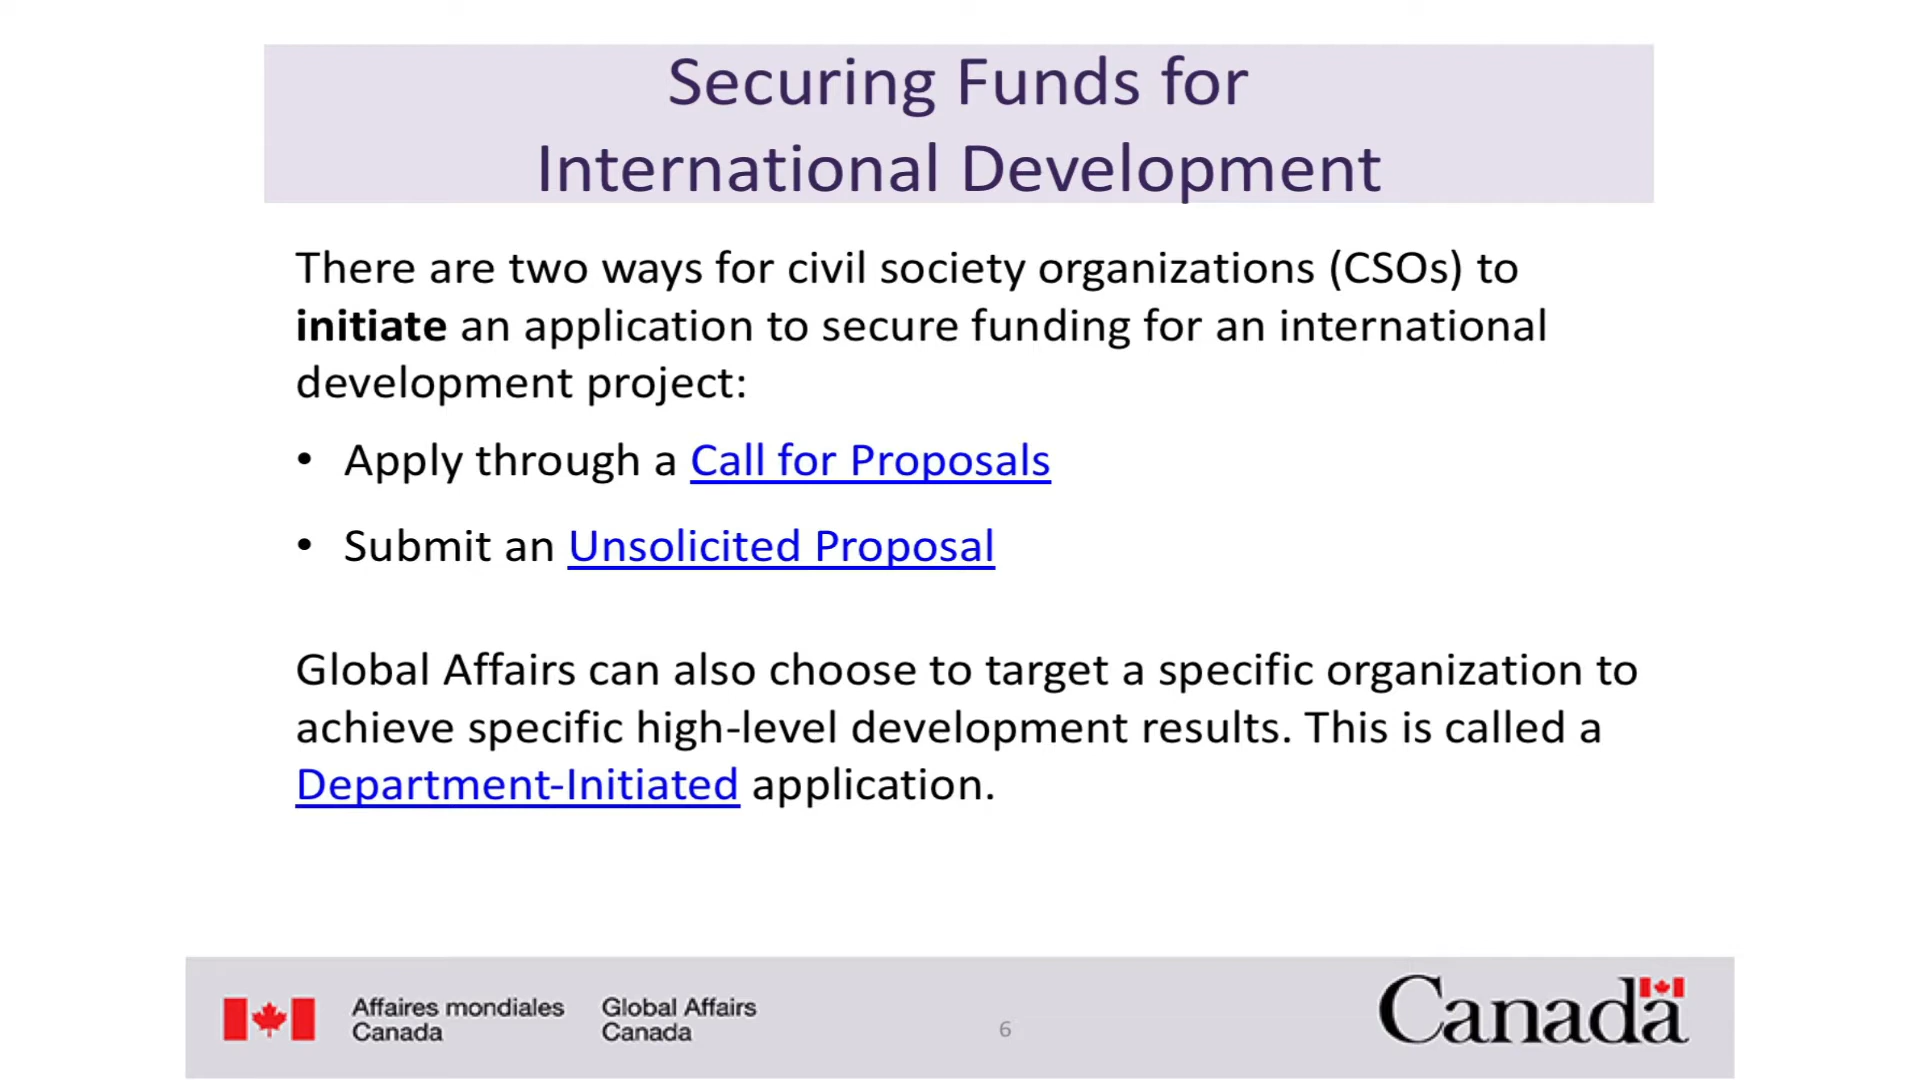 Securing Funds for
International Development
There are two ways for civil society organizations (CSOs) to
initiate an application to secure funding for an international
development project:
• Apply through a Call for Proposals
• Submit an Unsolicited Proposal
Global Affairs can also choose to target a specific organization to
achieve specific high-level development results. This is called a
Department-Initiated application.
Affaires mondiales
Canada
Global Affairs
Canada
6
Canada